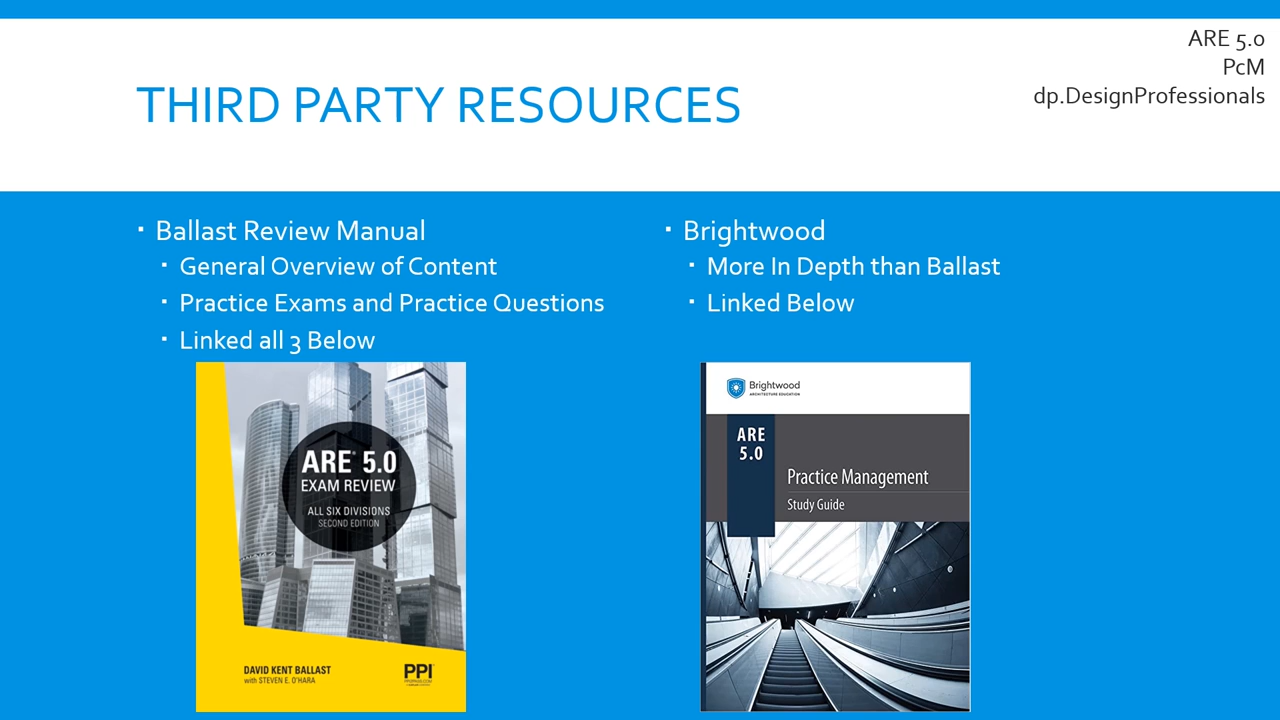 ARE 5.0
PcM
dp.DesignProfessionals
THIRD PARTY RESOURCES
▪ Ballast Review Manual
▪ General Overview of Content
▪ Practice Exams and Practice Questions
▪ Linked all 3 Below
ARE® 5.0
EXAM REVIEW
ALL SIX DIVISIONS
SECOND EDITION
DAVID KENT BALLAST
with STEVEN E. O'HARA
PPI
▪ Brightwood
▪ More In Depth than Ballast
▪ Linked Below
Brightwood
ARCHITECTURE EDUCATION
ARE
5.0
Practice Management
Study Guide